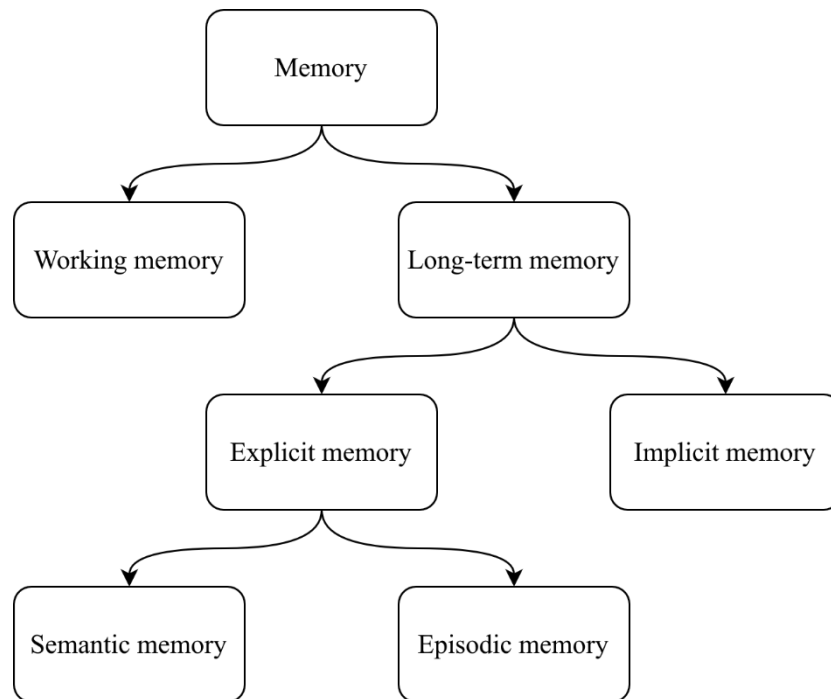 Memory
Working memory
Long-term memory
Explicit memory
Implicit memory
Semantic memory
Episodic memory